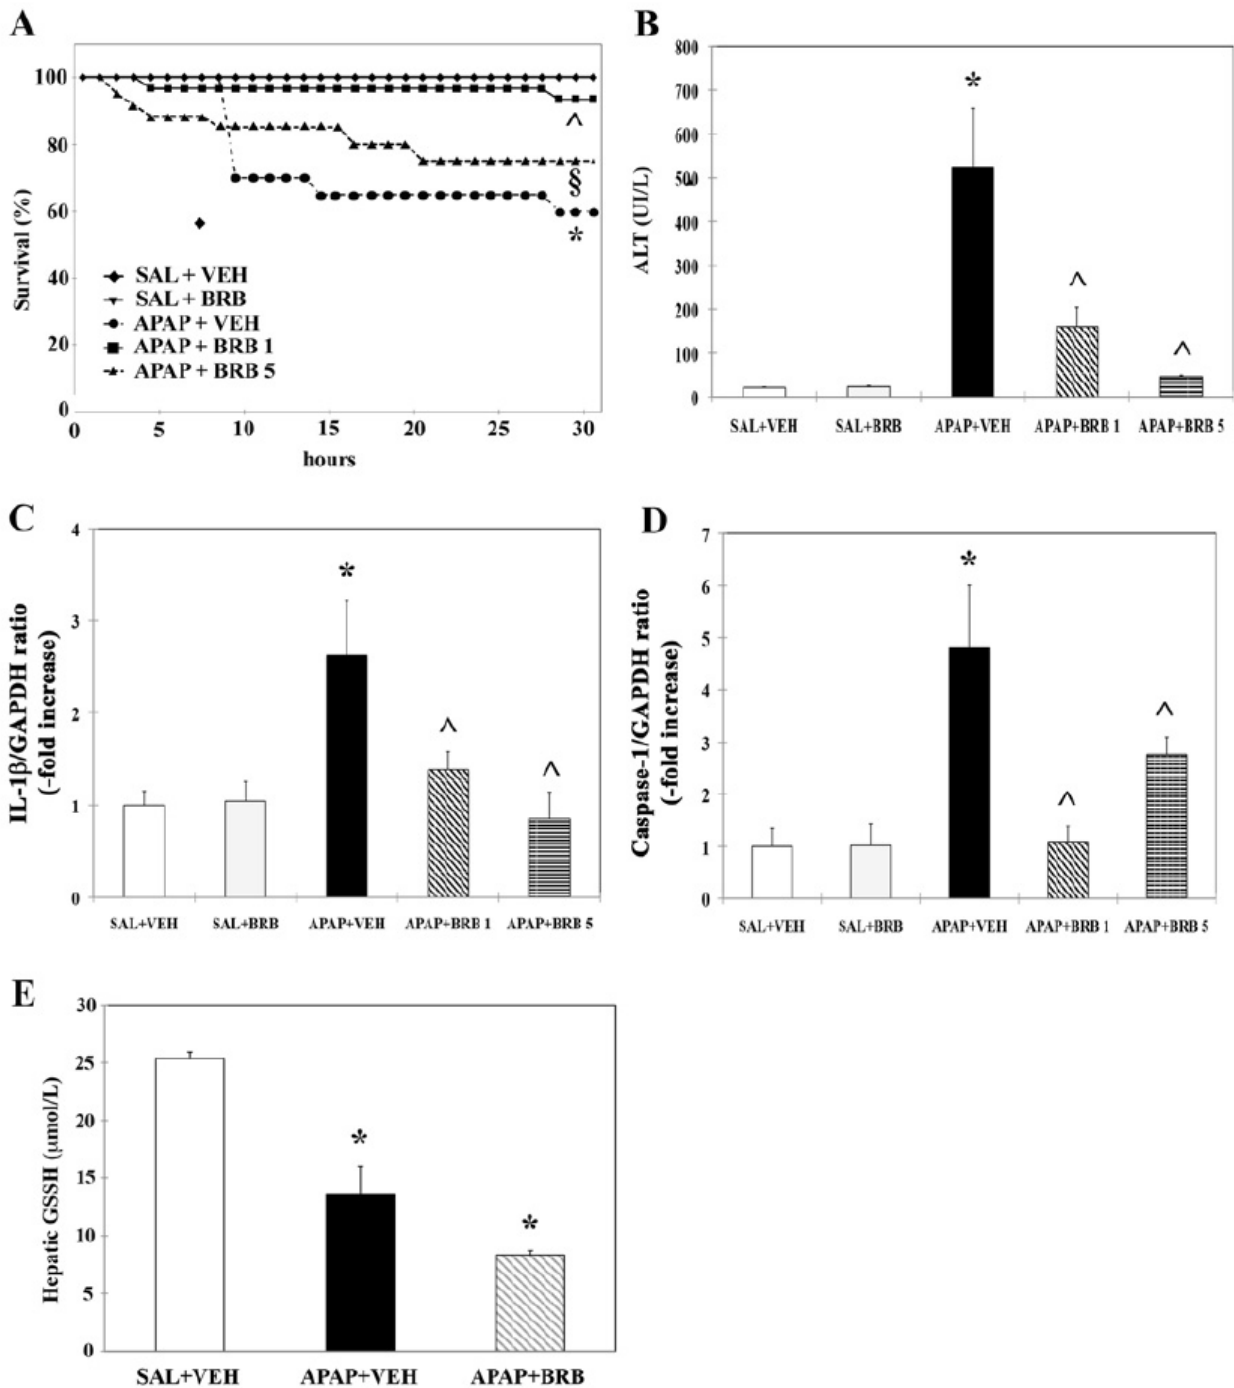 A
100
80
60
40
20
0
Survival (%)
^
§
*
SAL + VEH
SAL + BRB
APAP + VEH
APAP + BRB 1
APAP + BRB 5
0 5 10 15 20 25 30
hours
B
800
700
600
500
400
300
200
100
0
ALT (UI/L)
*
^
^
SAL+VEH SAL+BRB APAP+VEH APAP+BRB 1 APAP+BRB 5
C
4
3
2
1
0
IL-1β/GAPDH ratio
(-fold increase)
*
^
^
SAL+VEH SAL+BRB APAP+VEH APAP+BRB 1 APAP+BRB 5
D
7
6
5
4
3
2
1
0
Caspase-1/GAPDH ratio
(-fold increase)
*
^
^
SAL+VEH SAL+BRB APAP+VEH APAP+BRB 1 APAP+BRB 5
E
30
25
20
15
10
5
0
Hepatic GSSH (µmol/L)
*
*
SAL+VEH APAP+VEH APAP+BRB